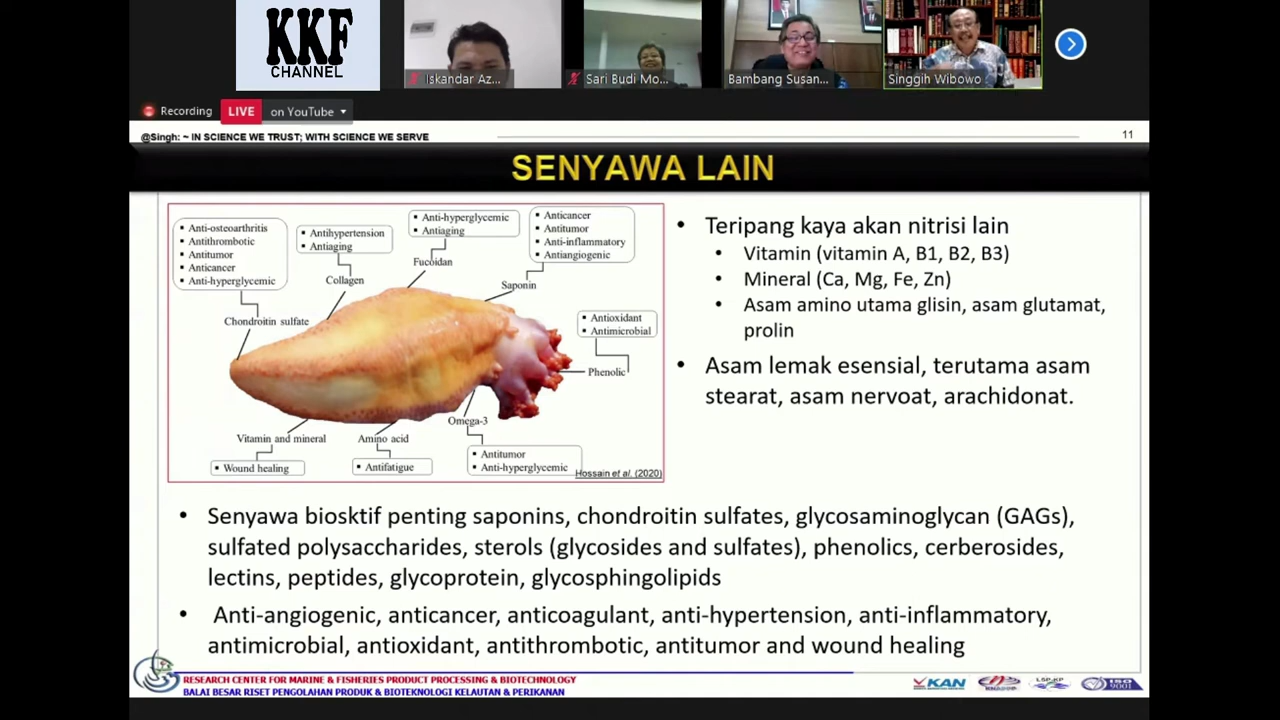 KKF
CHANNEL
Iskandar Az...
Sari Budi Mo...
Bambang Susan...
Singgih Wibowo
Recording
LIVE
on YouTube
@Singh: ~ IN SCIENCE WE TRUST; WITH SCIENCE WE SERVE
11
SENYAWA LAIN
▪ Anti-osteoarthritis
▪ Antithrombotic
▪ Antitumor
▪ Anticancer
▪ Anti-hyperglycemic
Chondroitin sulfate
▪ Antihypertension
▪ Antiaging
Collagen
▪ Anti-hyperglycemic
▪ Antiaging
Fucoidan
▪ Anticancer
▪ Antitumor
▪ Anti-inflammatory
▪ Antiangiogenic
Saponin
▪ Antioxidant
▪ Antimicrobial
Phenolic
Vitamin and mineral
▪ Wound healing
Amino acid
▪ Antifatigue
Omega-3
▪ Antitumor
▪ Anti-hyperglycemic
Hossain et al. (2020)
• Teripang kaya akan nitrisi lain
• Vitamin (vitamin A, B1, B2, B3)
• Mineral (Ca, Mg, Fe, Zn)
• Asam amino utama glisin, asam glutamat,
prolin
• Asam lemak esensial, terutama asam
stearat, asam nervoat, arachidonat.
• Senyawa biosktif penting saponins, chondroitin sulfates, glycosaminoglycan (GAGs),
sulfated polysaccharides, sterols (glycosides and sulfates), phenolics, cerberosides,
lectins, peptides, glycoprotein, glycosphingolipids
• Anti-angiogenic, anticancer, anticoagulant, anti-hypertension, anti-inflammatory,
antimicrobial, antioxidant, antithrombotic, antitumor and wound healing
RESEARCH CENTER FOR MARINE & FISHERIES PRODUCT PROCESSING & BIOTECHNOLOGY
BALAI BESAR RISET PENGOLAHAN PRODUK & BIOTEKNOLOGI KELAUTAN & PERIKANAN
KAN
KNAPPP
LSP-KP
ISO
9001